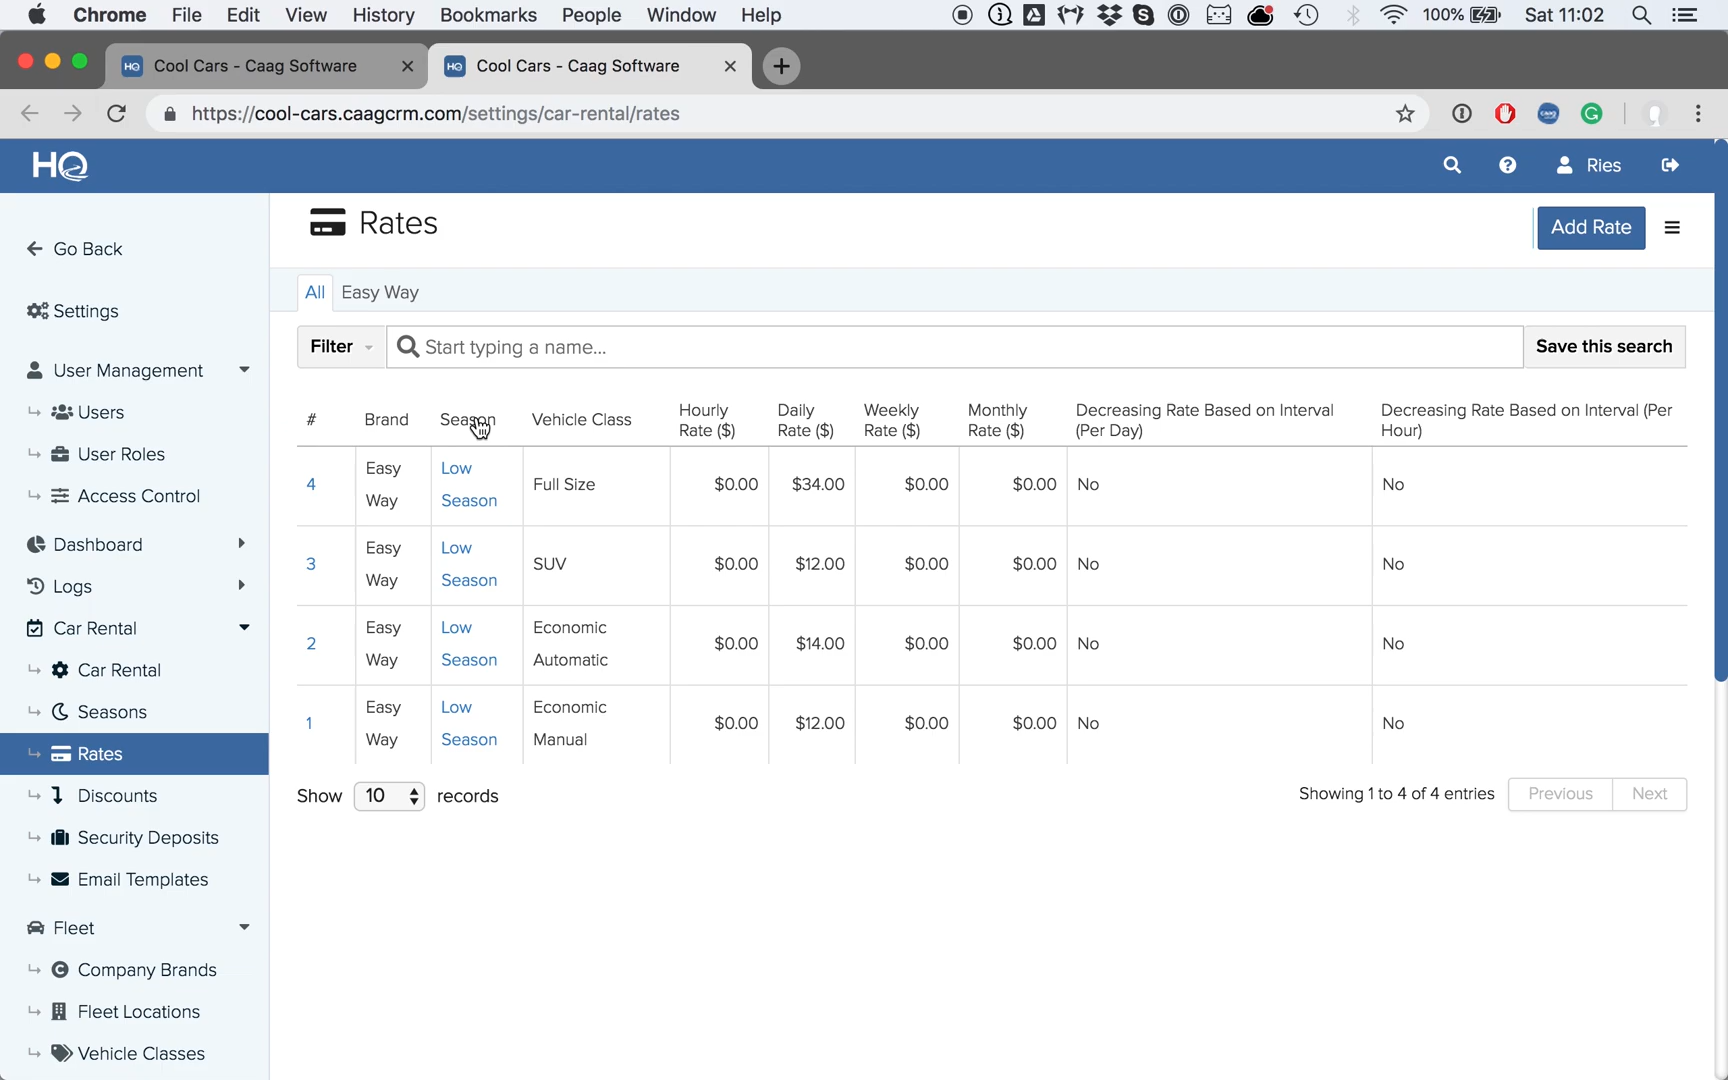 Chrome File Edit View History Bookmarks People Window Help 100% Sat 11:02
HQ Cool Cars - Caag Software HQ Cool Cars - Caag Software
https://cool-cars.caagcrm.com/settings/car-rental/rates
HQ Ries
Go Back
Settings
User Management
Users
User Roles
Access Control
Dashboard
Logs
Car Rental
Car Rental
Seasons
Rates
Discounts
Security Deposits
Email Templates
Fleet
Company Brands
Fleet Locations
Vehicle Classes
Rates Add Rate
All Easy Way
Filter Start typing a name... Save this search
# Brand Season Vehicle Class Hourly Rate ($) Daily Rate ($) Weekly Rate ($) Monthly Rate ($) Decreasing Rate Based on Interval (Per Day) Decreasing Rate Based on Interval (Per Hour)
4 Easy Way Low Season Full Size $0.00 $34.00 $0.00 $0.00 No No
3 Easy Way Low Season SUV $0.00 $12.00 $0.00 $0.00 No No
2 Easy Way Low Season Economic Automatic $0.00 $14.00 $0.00 $0.00 No No
1 Easy Way Low Season Economic Manual $0.00 $12.00 $0.00 $0.00 No No
Show 10 records Showing 1 to 4 of 4 entries Previous Next